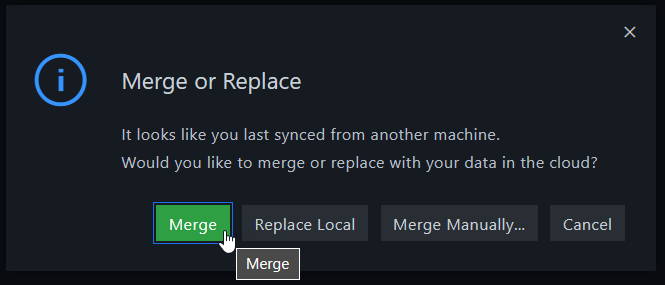 Merge or Replace
It looks like you last synced from another machine.
Would you like to merge or replace with your data in the cloud?
Merge
Replace Local
Merge Manually...
Cancel
Merge